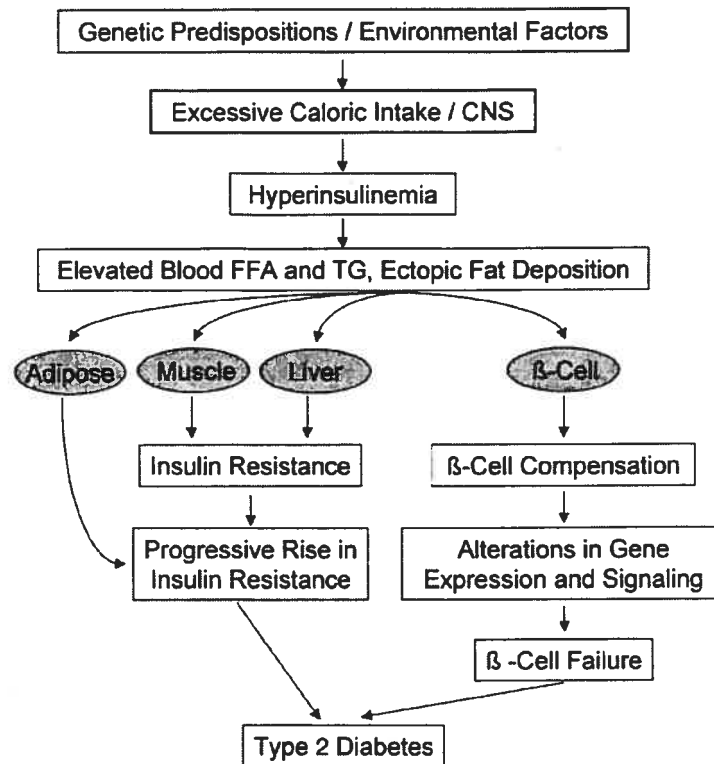 Genetic Predispositions / Environmental Factors
Excessive Caloric Intake / CNS
Hyperinsulinemia
Elevated Blood FFA and TG, Ectopic Fat Deposition
Adipose Muscle Liver ß-Cell
Insulin Resistance
ß-Cell Compensation
Progressive Rise in
Insulin Resistance
Alterations in Gene
Expression and Signaling
ß -Cell Failure
Type 2 Diabetes